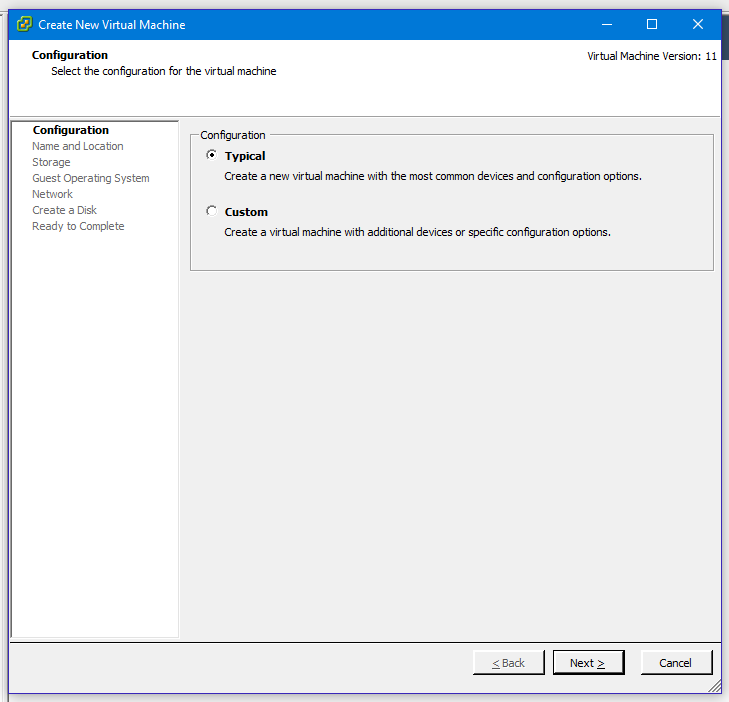 Create New Virtual Machine
Configuration
Select the configuration for the virtual machine
Virtual Machine Version: 11
Configuration
Name and Location
Storage
Guest Operating System
Network
Create a Disk
Ready to Complete
Configuration
Typical
Create a new virtual machine with the most common devices and configuration options.
Custom
Create a virtual machine with additional devices or specific configuration options.
< Back
Next >
Cancel